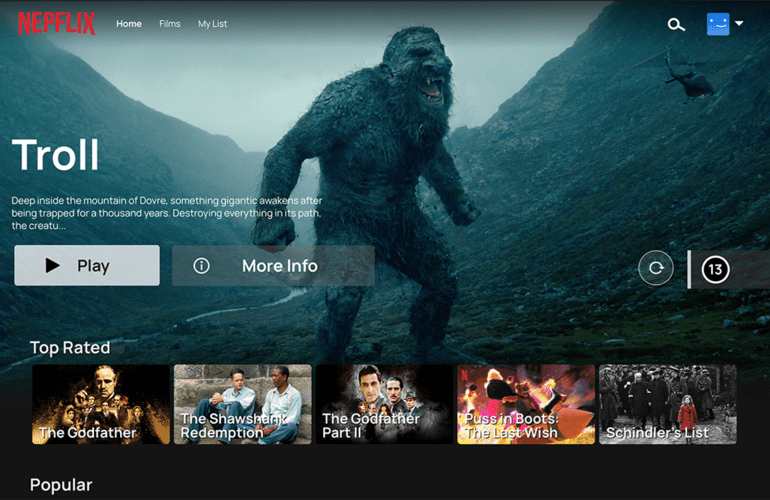 NEPFLIX
Home Films My List
Troll
Deep inside the mountain of Dovre, something gigantic awakens after
being trapped for a thousand years. Destroying everything in its path,
the creatu...
Play
More Info
13
Top Rated
The Godfather
The Shawshank
Redemption
The Godfather
Part II
N
Puss in Boots:
The Last Wish
Schindler's List
Popular